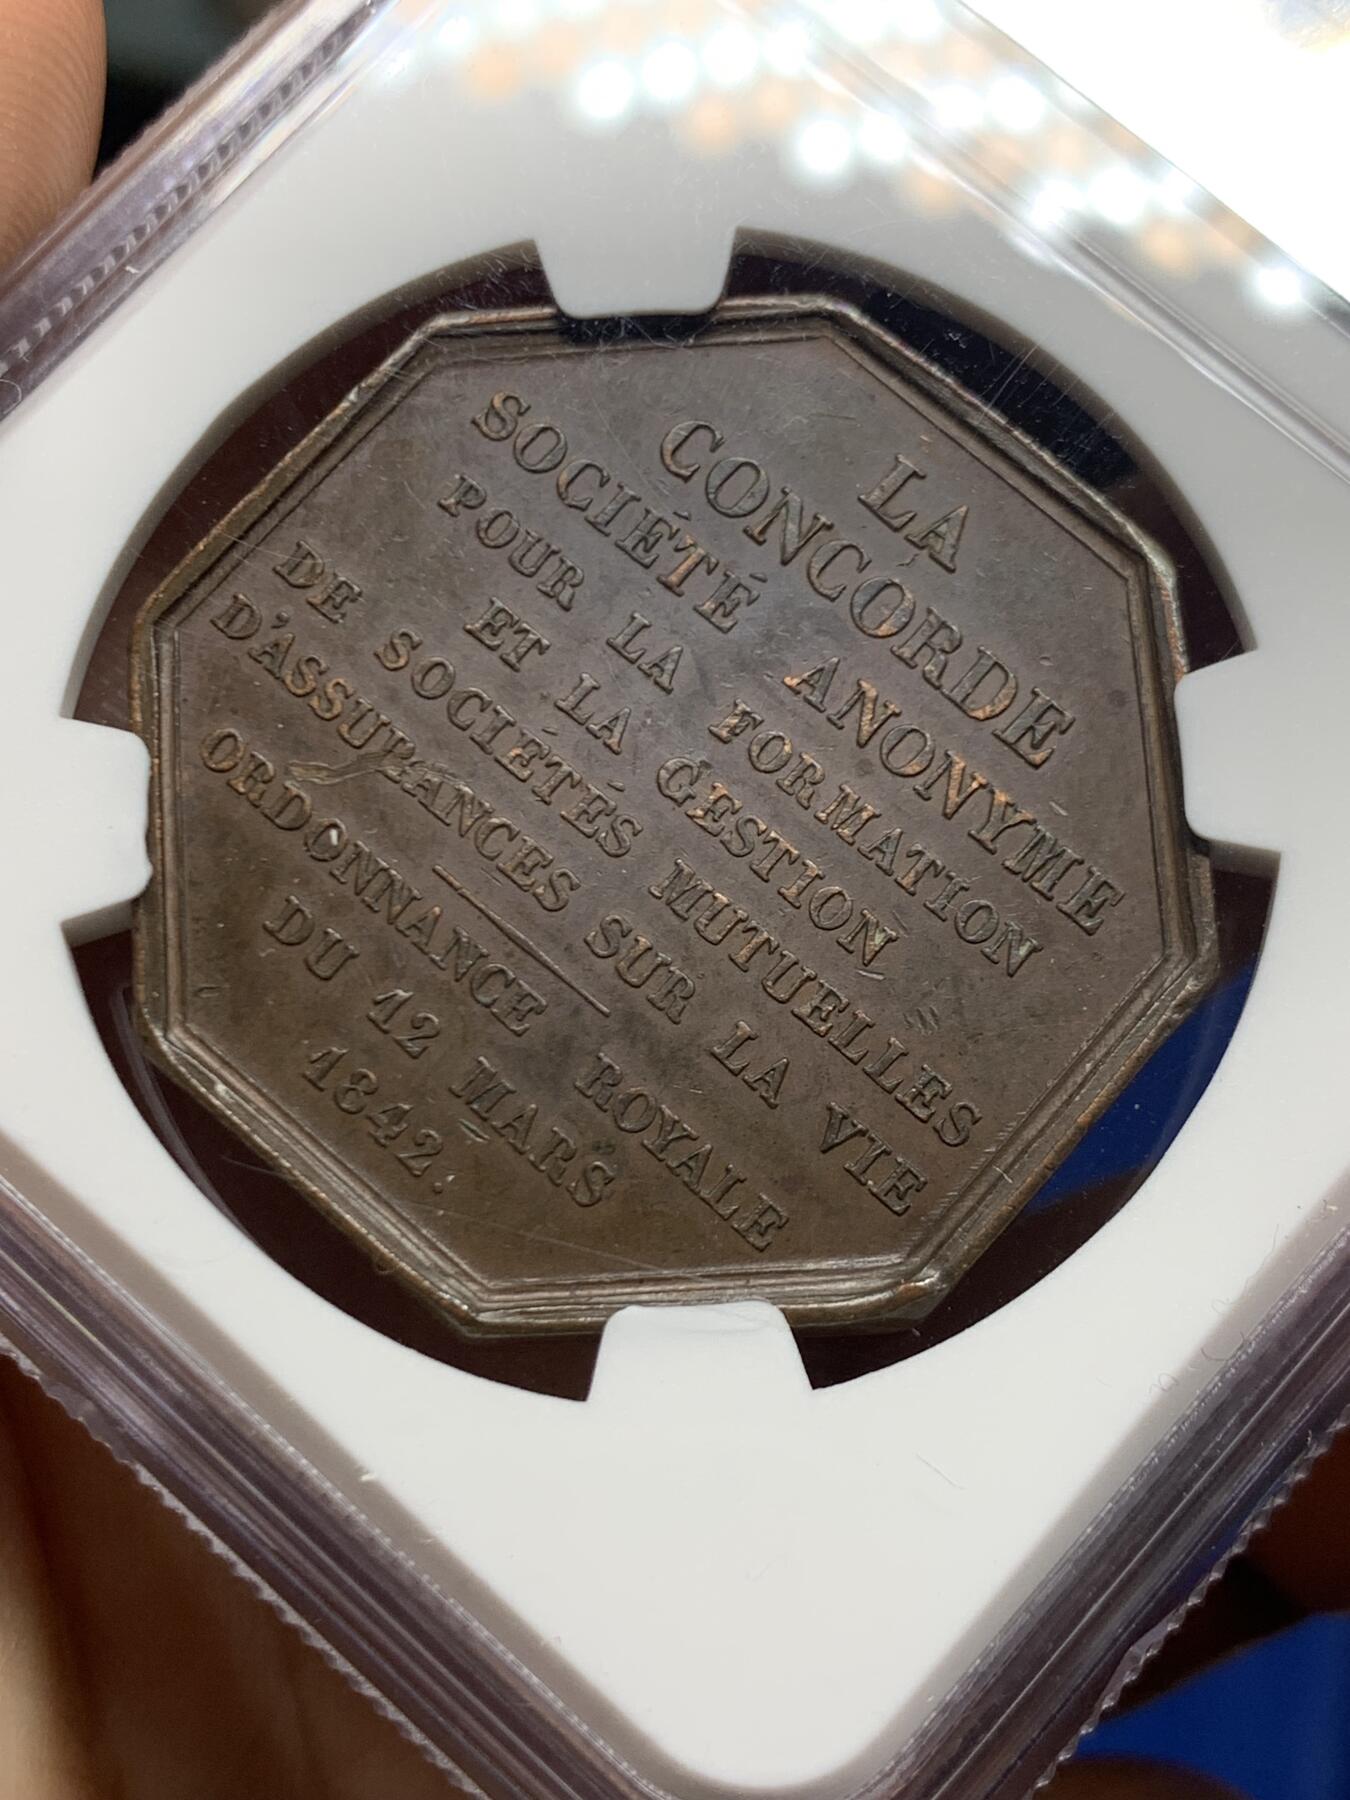 LA
CONCORDE
SOCIÉTÉ ANONYME
POUR LA FORMATION
ET LA GESTION
DE SOCIÉTÉS MUTUELLES
D'ASSURANCES SUR LA VIE
ORDONNANCE ROYALE
DU 12 MARS
1842.